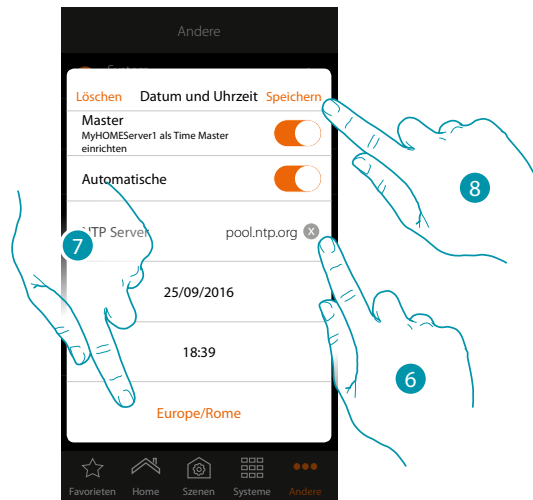 Andere
System
Löschen Datum und Uhrzeit Speichern
Master
MyHOMEServer1 als Time Master
einrichten
Automatische
NTP Server pool.ntp.org x
25/09/2016
18:39
Europe/Rome
Favoriten Home Szenen Systeme Andere
7
8
6